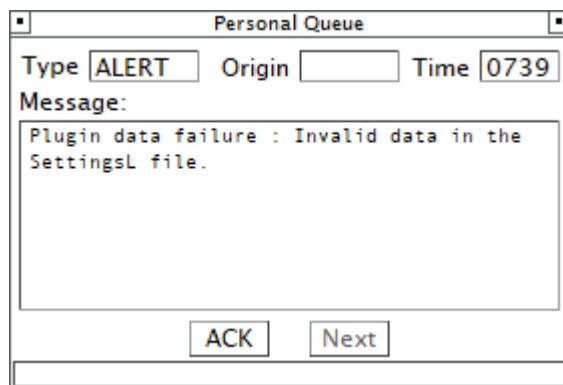 Personal Queue
Type ALERT Origin Time 0739
Message:
Plugin data failure : Invalid data in the
SettingsL file.
ACK Next